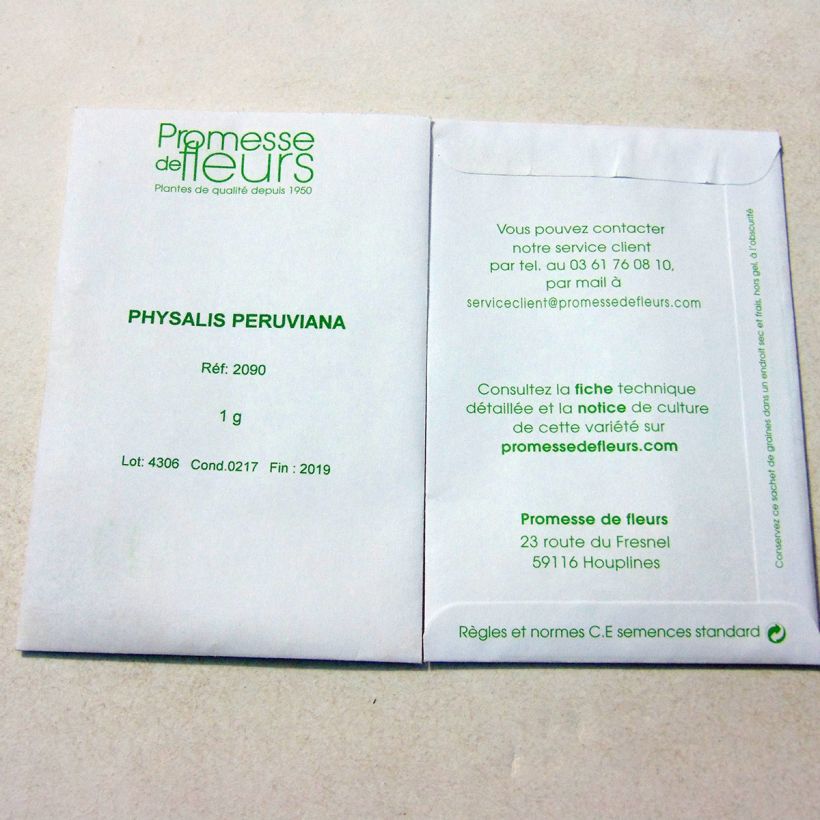 Promesse
de fleurs
Plantes de qualité depuis 1950
PHYSALIS PERUVIANA
Réf: 2090
1 g
Lot: 4306 Cond.0217 Fin : 2019
Vous pouvez contacter
notre service client
par tel. au 03 61 76 08 10,
par mail à
serviceclient@promessedefleurs.com
Consultez la fiche technique
détaillée et la notice de culture
de cette variété sur
promessedefleurs.com
Promesse de fleurs
23 route du Fresnel
59116 Houplines
Règles et normes C.E semences standard
Conservez ce sachet de graines dans un endroit sec et frais, hors gel, à l'obscurité